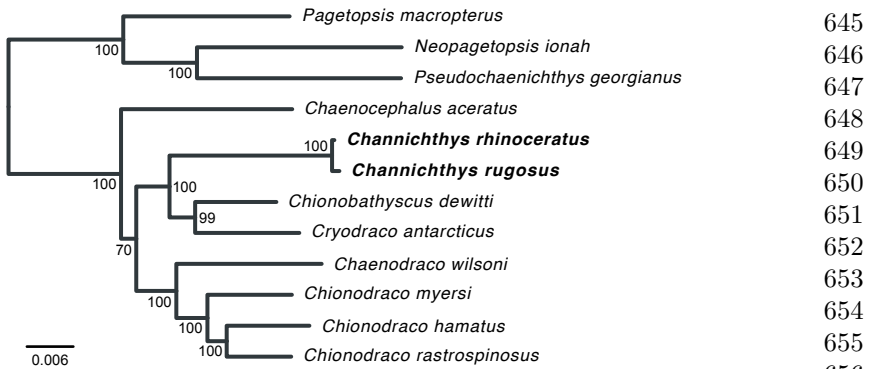 Pagetopsis macropterus 645
100
Neopagetopsis ionah 646
100
Pseudochaenichthys georgianus 647
Chaenocephalus aceratus 648
100 Channichthys rhinoceratus 649
Channichthys rugosus 650
100 100
Chionobathyscus dewitti 651
99
Cryodraco antarcticus 652
70
Chaenodraco wilsoni 653
100
Chionodraco myersi 654
100
Chionodraco hamatus 655
100
0.006 Chionodraco rastrospinosus